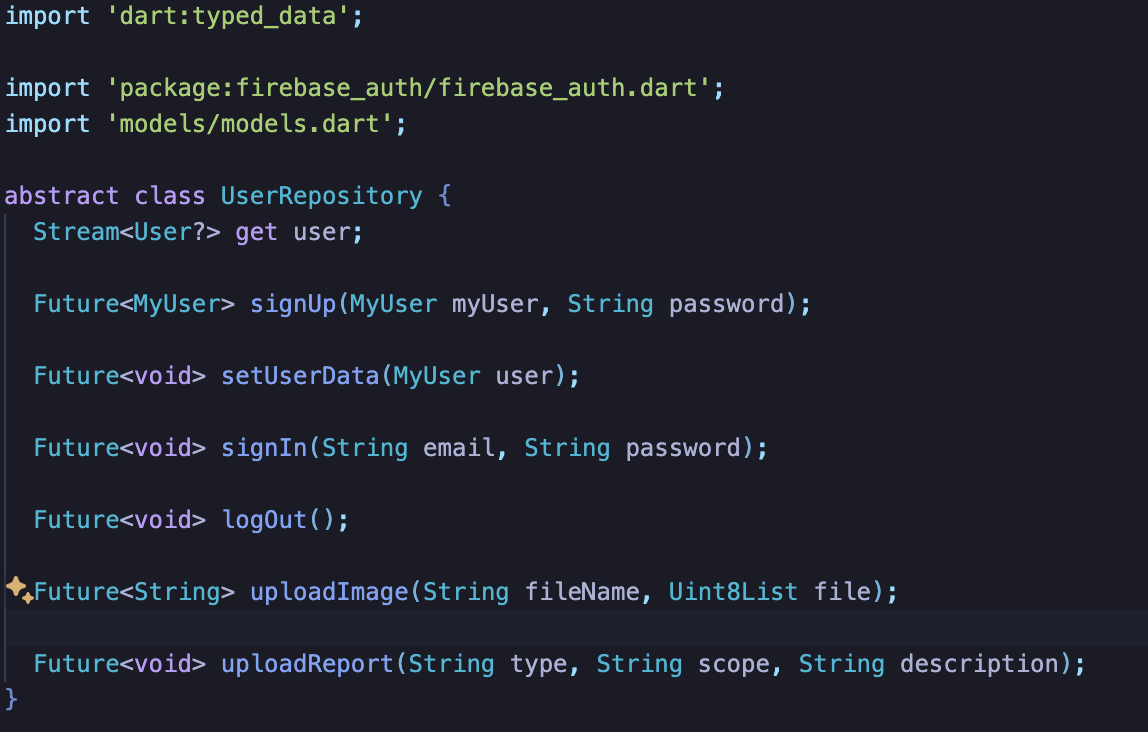 import 'dart:typed_data';
import 'package:firebase_auth/firebase_auth.dart';
import 'models/models.dart';
abstract class UserRepository {
Stream<User?> get user;
Future<MyUser> signUp(MyUser myUser, String password);
Future<void> setUserData(MyUser user);
Future<void> signIn(String email, String password);
Future<void> logOut();
Future<String> uploadImage(String fileName, Uint8List file);
Future<void> uploadReport(String type, String scope, String description);
}